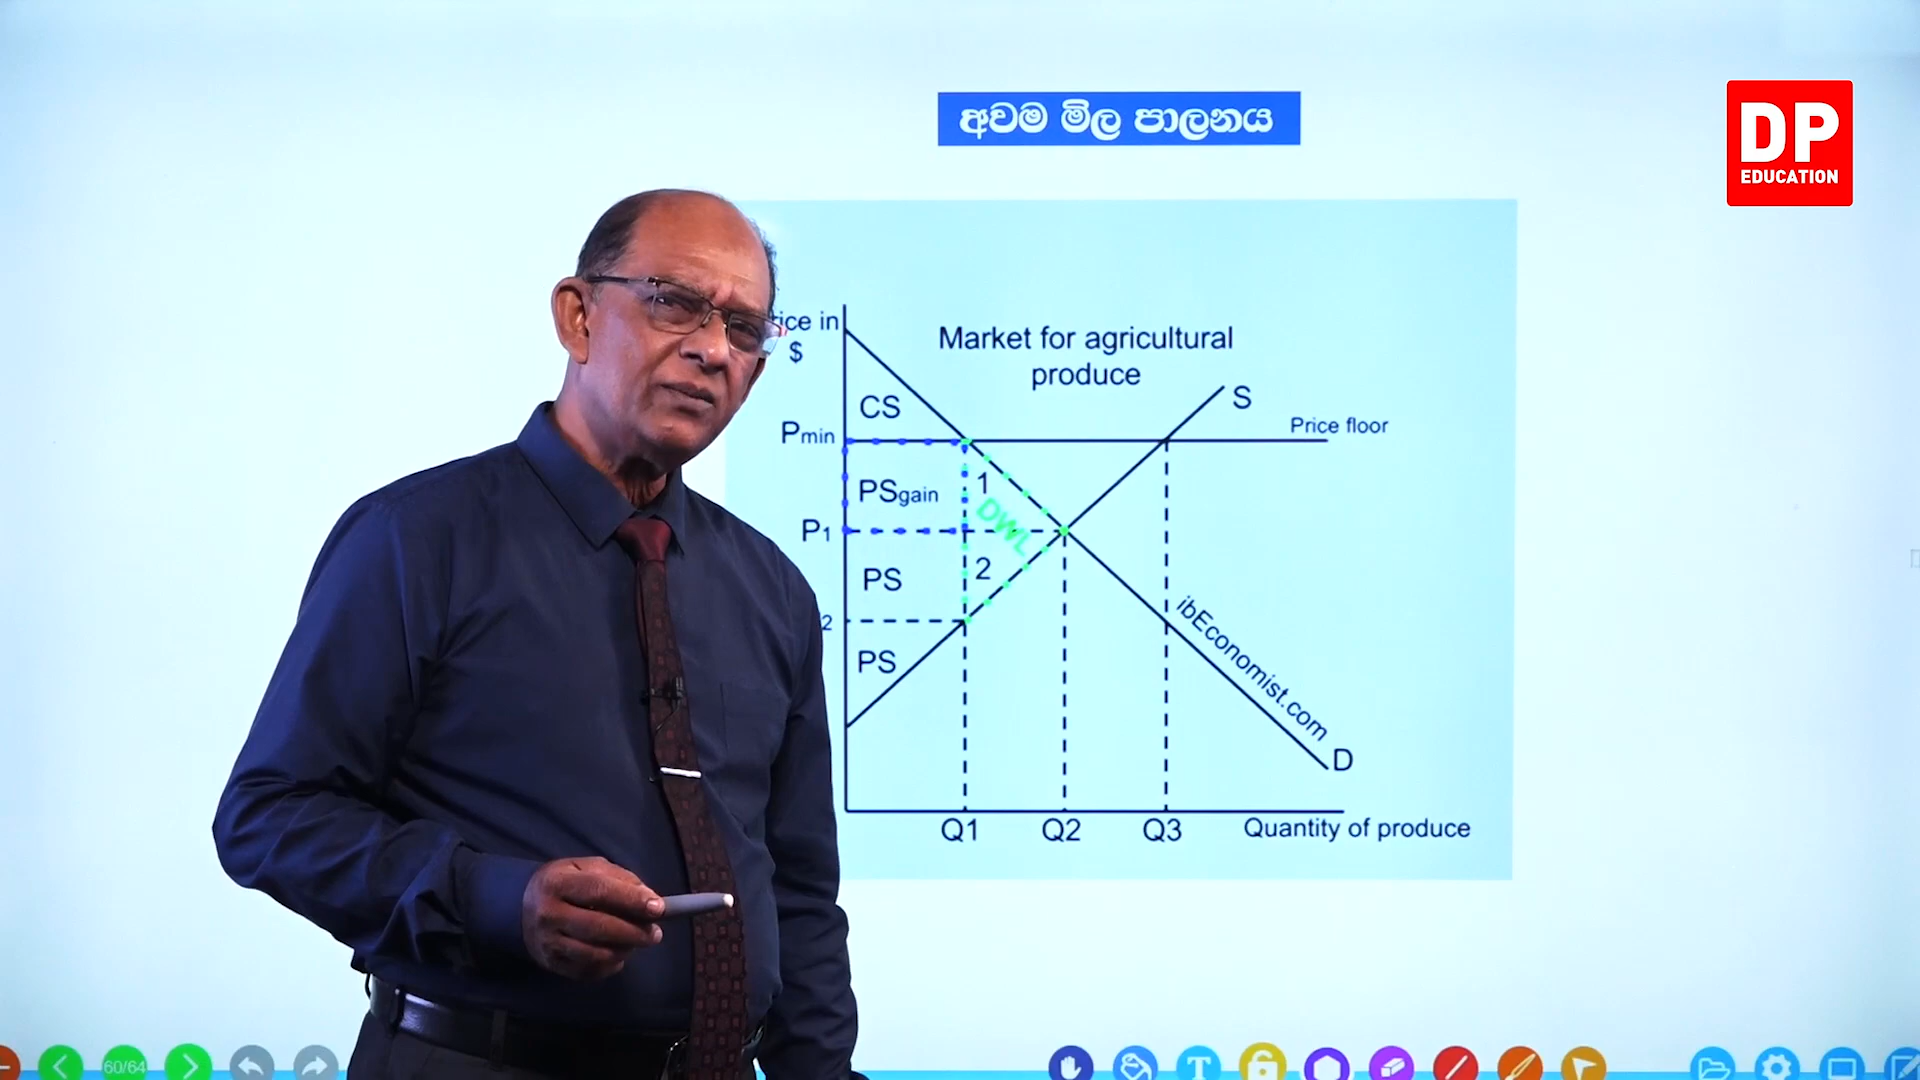 අවම මිල පාලනය
DP
EDUCATION
ice in
$
Market for agricultural
produce
S
CS
Price floor
Pmin
1
PSgain
DWL
P1
2
PS
2
PS
ibEconomist.com
D
Q1 Q2 Q3 Quantity of produce
60/64
T